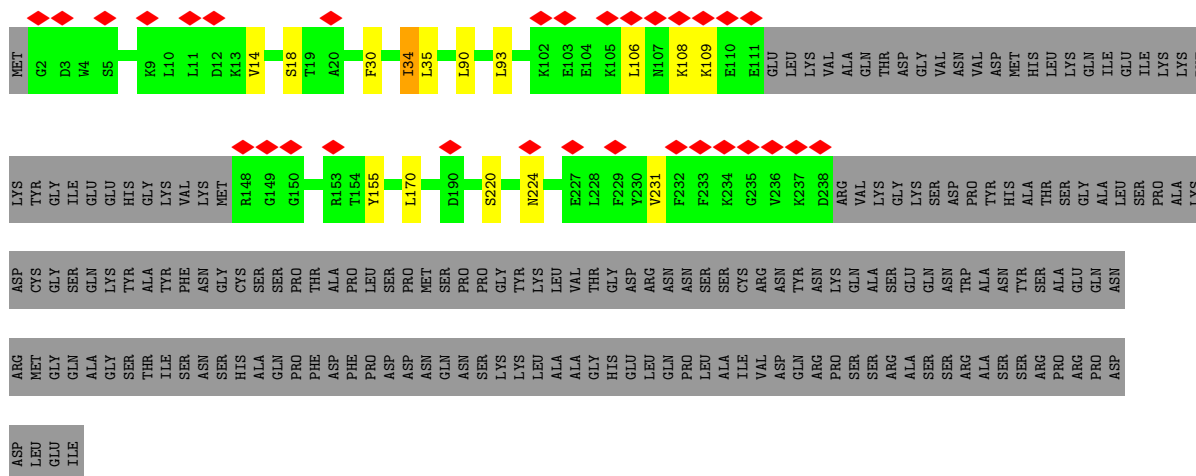 MET G2 D3 W4 S5 K9 L10 L11 D12 K13 V14 S18 T19 A20 F30 I34 L35 L90 L93 K102 E103 E104 K105 L106 N107 K108 K109 E110 E111 GLU LEU LYS VAL ALA GLN THR ASP GLY VAL ASN VAL ASP MET HIS LEU LYS GLN ILE GLU ILE LYS LYS
LYS TYR GLY ILE GLU GLU HIS GLY LYS VAL LYS MET R148 G149 G150 R153 T154 Y155 L170 D190 S220 N224 E227 L228 F229 Y230 V231 F232 F233 K234 G235 V236 K237 D238 ARG VAL LYS GLY LYS SER ASP PRO TYR HIS ALA THR SER GLY ALA LEU SER PRO ALA LYS
ASP CYS GLY SER GLN LYS TYR ALA TYR PHE ASN GLY CYS SER SER PRO THR ALA PRO LEU SER PRO MET SER PRO PRO GLY TYR LYS LEU VAL THR GLY ASP ARG ASN ASN SER SER CYS ARG ASN TYR ASN LYS GLN ALA SER GLU GLN ASN TRP ALA ASN TYR SER ALA GLU GLN ASN
ARG MET GLY GLN ALA GLY SER THR ILE SER ASN SER HIS ALA GLN PRO PHE ASP PHE PRO ASP ASP ASN GLN ASN SER LYS LYS LEU ALA ALA GLY HIS GLU LEU GLN PRO LEU ALA ILE VAL ASP GLN ARG PRO SER SER ARG ALA SER SER ARG ALA SER SER ARG PRO ARG PRO ASP
ASP LEU GLU ILE